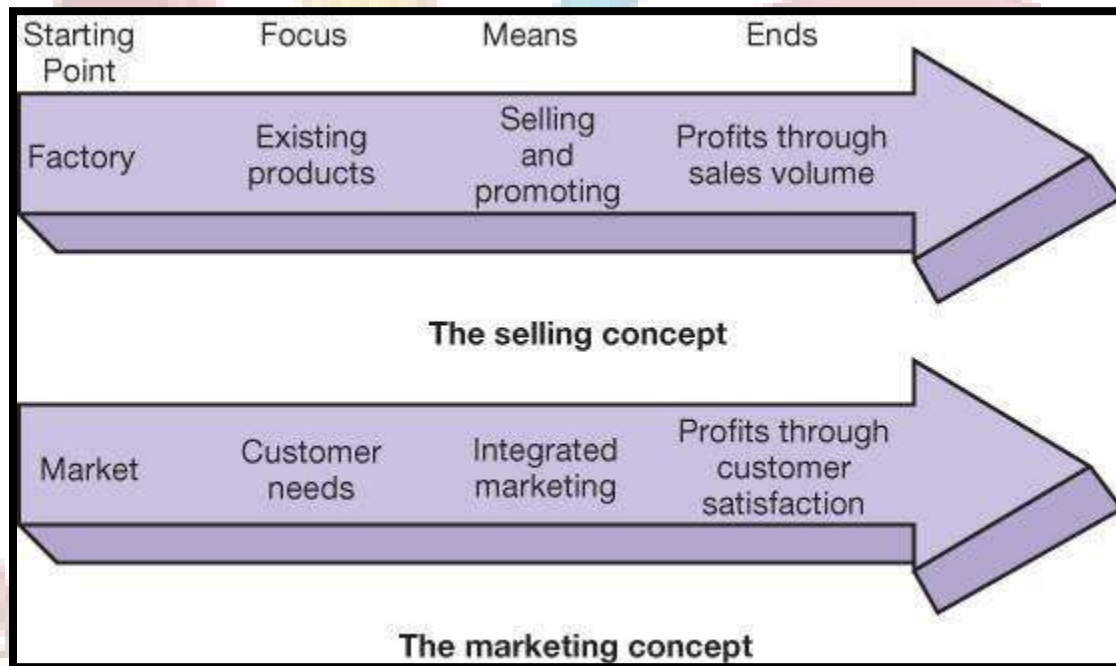 Starting
Point
Focus
Means
Ends
Factory
Existing
products
Selling
and
promoting
Profits through
sales volume
The selling concept
Market
Customer
needs
Integrated
marketing
Profits through
customer
satisfaction
The marketing concept